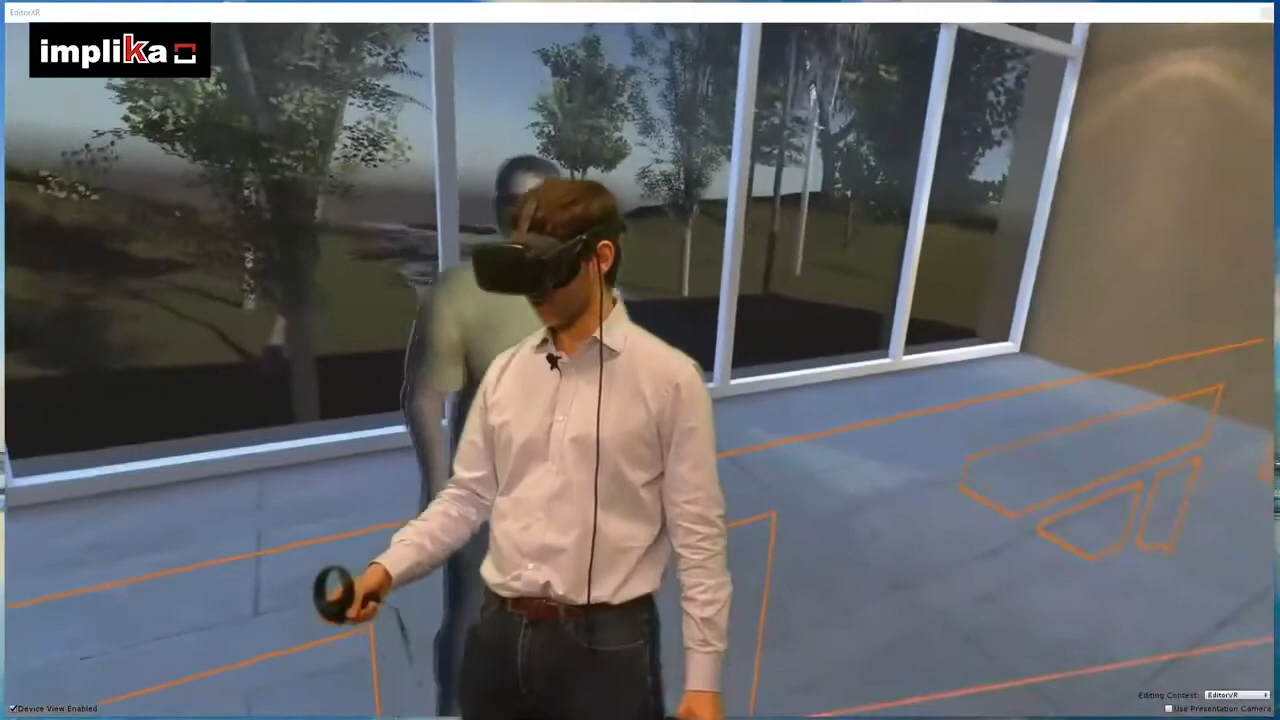 EditorXR
implika
Editing Context: EditorVR
Device View Enabled
Use Presentation Camera